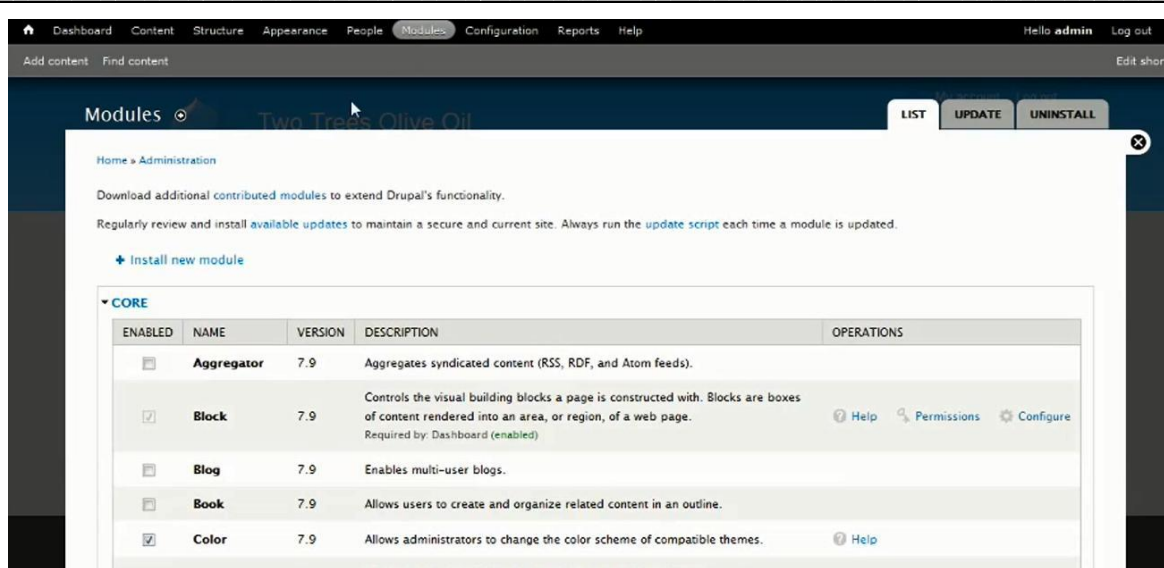 Dashboard Content Structure Appearance People Modules Configuration Reports Help Hello admin Log out
Add content Find content Edit shor
My account Log out
Modules
Two Trees Olive Oil
LIST UPDATE UNINSTALL
Home » Administration
Download additional contributed modules to extend Drupal's functionality.
Regularly review and install available updates to maintain a secure and current site. Always run the update script each time a module is updated.
+ Install new module
CORE
ENABLED NAME VERSION DESCRIPTION OPERATIONS
Aggregator 7.9 Aggregates syndicated content (RSS, RDF, and Atom feeds).
Controls the visual building blocks a page is constructed with. Blocks are boxes
Block 7.9 of content rendered into an area, or region, of a web page. Help Permissions Configure
Required by: Dashboard (enabled)
Blog 7.9 Enables multi-user blogs.
Book 7.9 Allows users to create and organize related content in an outline.
Color 7.9 Allows administrators to change the color scheme of compatible themes. Help